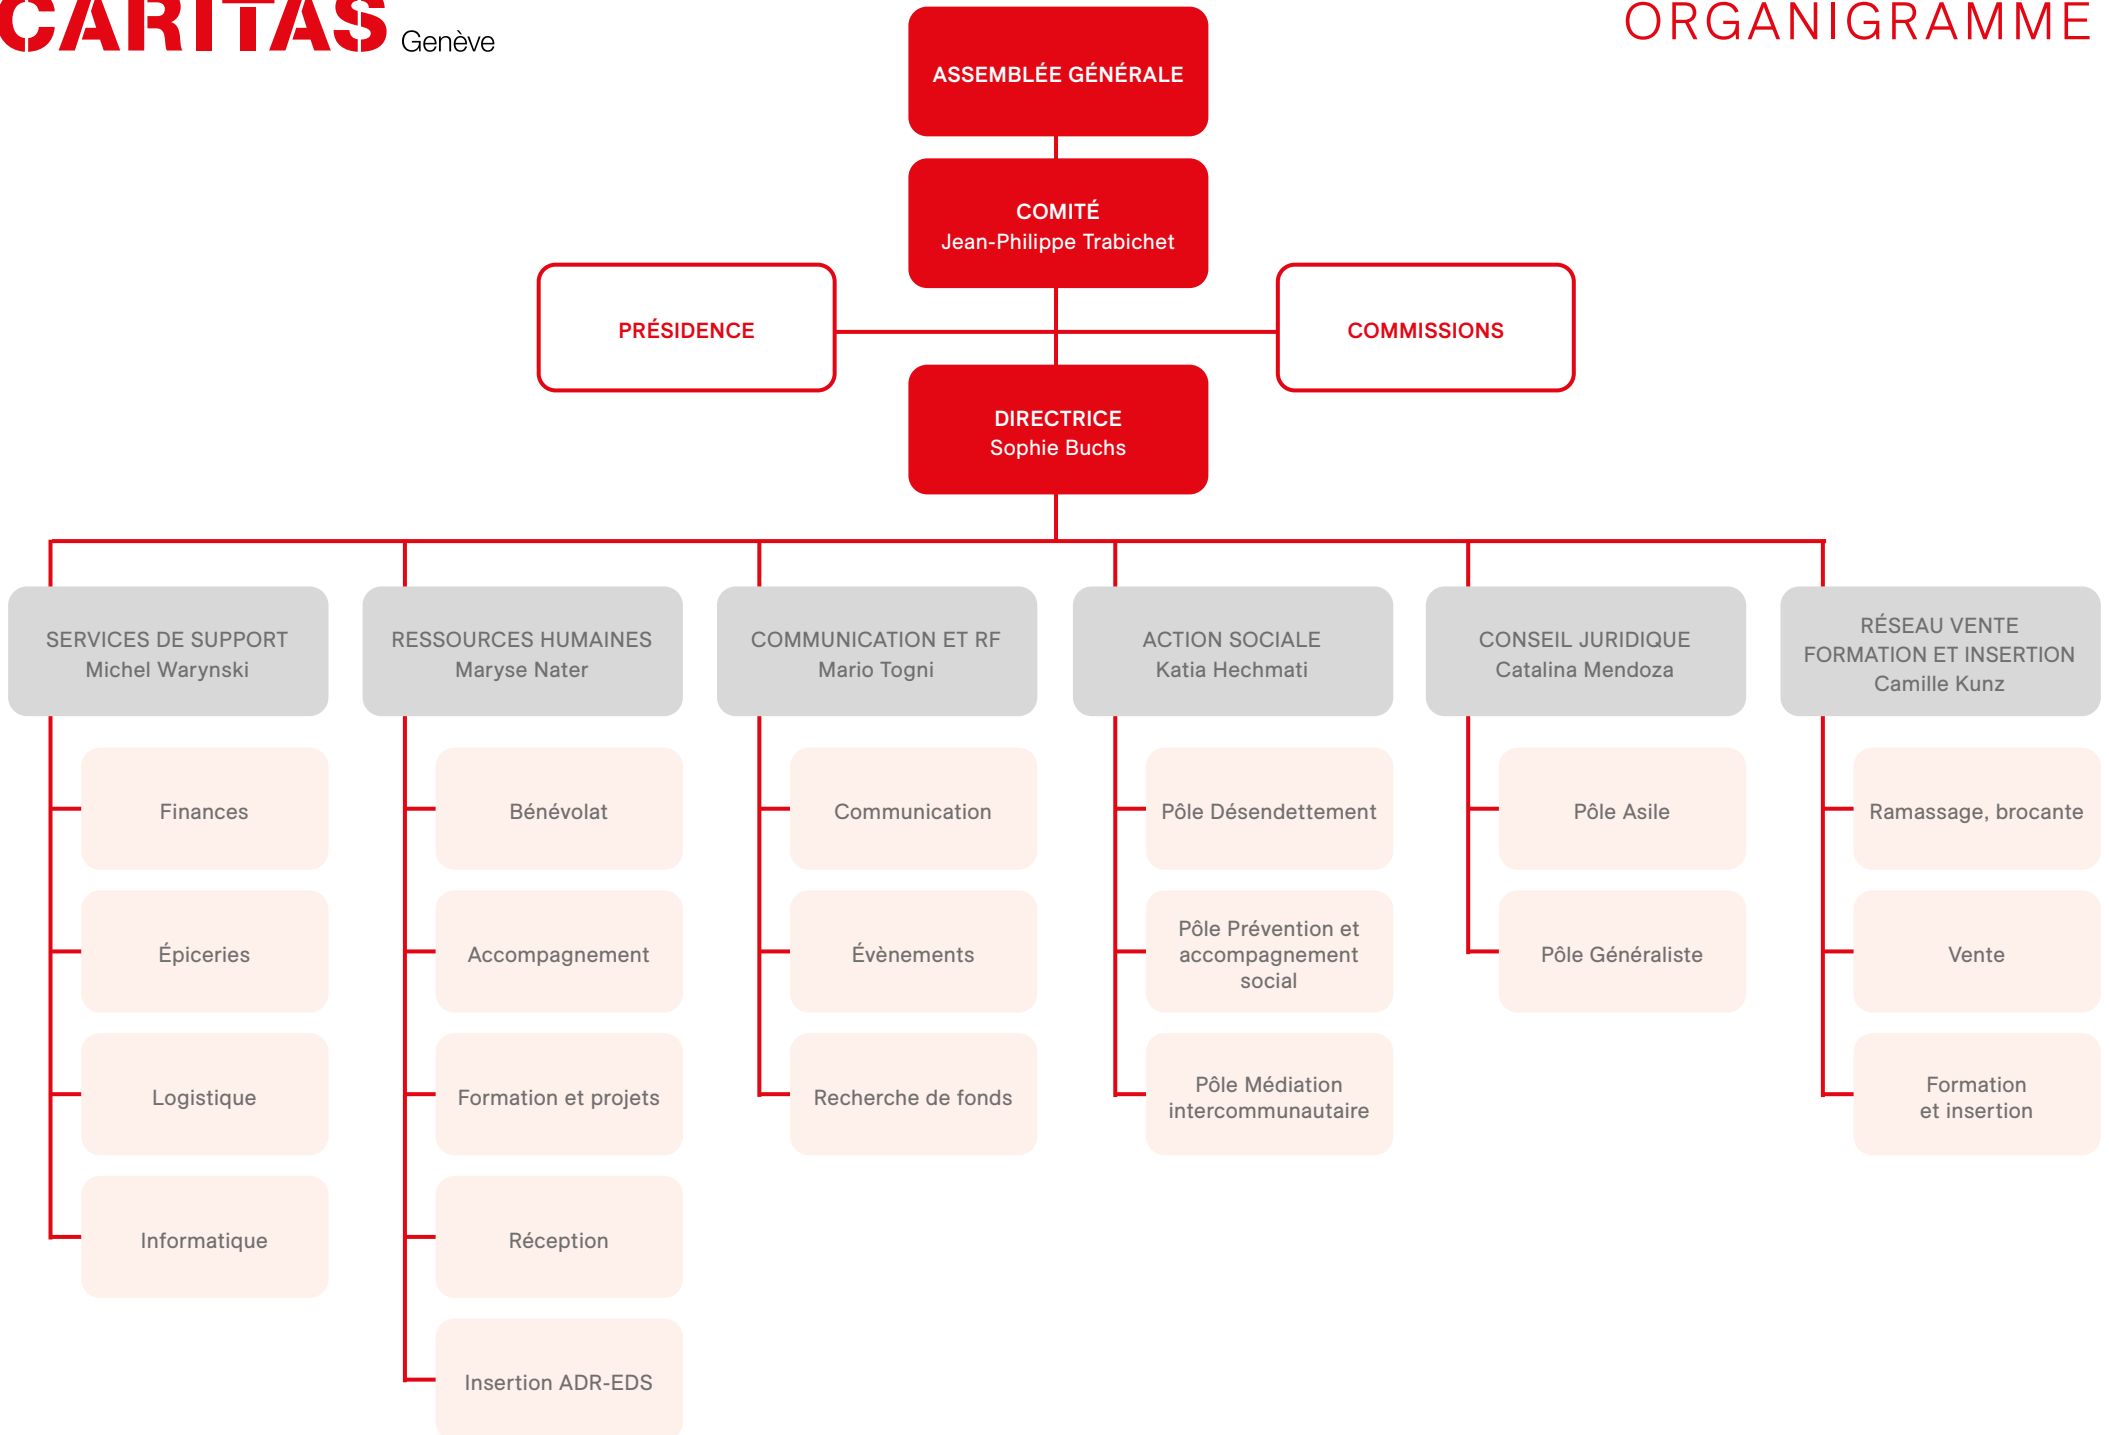 CARITAS Genève
ORGANIGRAMME
ASSEMBLÉE GÉNÉRALE
COMITÉ
Jean-Philippe Trabichet
PRÉSIDENCE
COMMISSIONS
DIRECTRICE
Sophie Buchs
SERVICES DE SUPPORT
Michel Warynski
Finances
Épiceries
Logistique
Informatique
RESSOURCES HUMAINES
Maryse Nater
Bénévolat
Accompagnement
Formation et projets
Réception
Insertion ADR-EDS
COMMUNICATION ET RF
Mario Togni
Communication
Évènements
Recherche de fonds
ACTION SOCIALE
Katia Hechmati
Pôle Désendettement
Pôle Prévention et
accompagnement
social
Pôle Médiation
intercommunautaire
CONSEIL JURIDIQUE
Catalina Mendoza
Pôle Asile
Pôle Généraliste
RÉSEAU VENTE
FORMATION ET INSERTION
Camille Kunz
Ramassage, brocante
Vente
Formation
et insertion